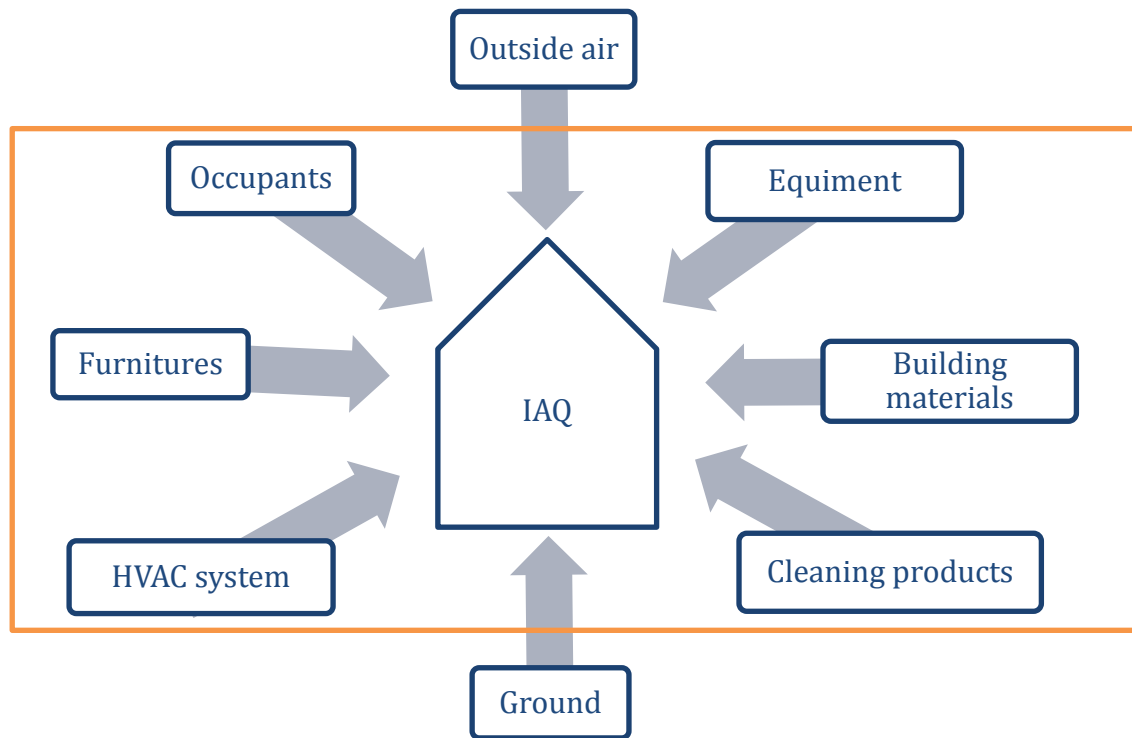 Outside air
Occupants
Equiment
Furnitures
Building
materials
IAQ
HVAC system
Cleaning products
Ground